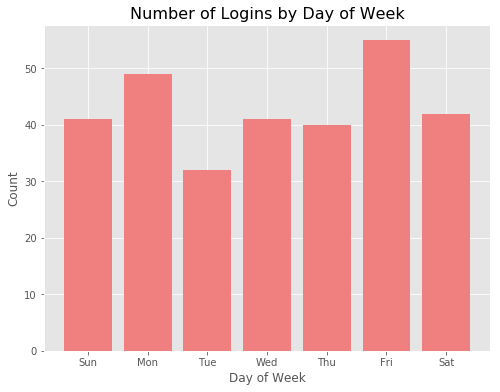 Number of Logins by Day of Week
Count
50
40
30
20
10
0
Sun Mon Tue Wed Thu Fri Sat
Day of Week